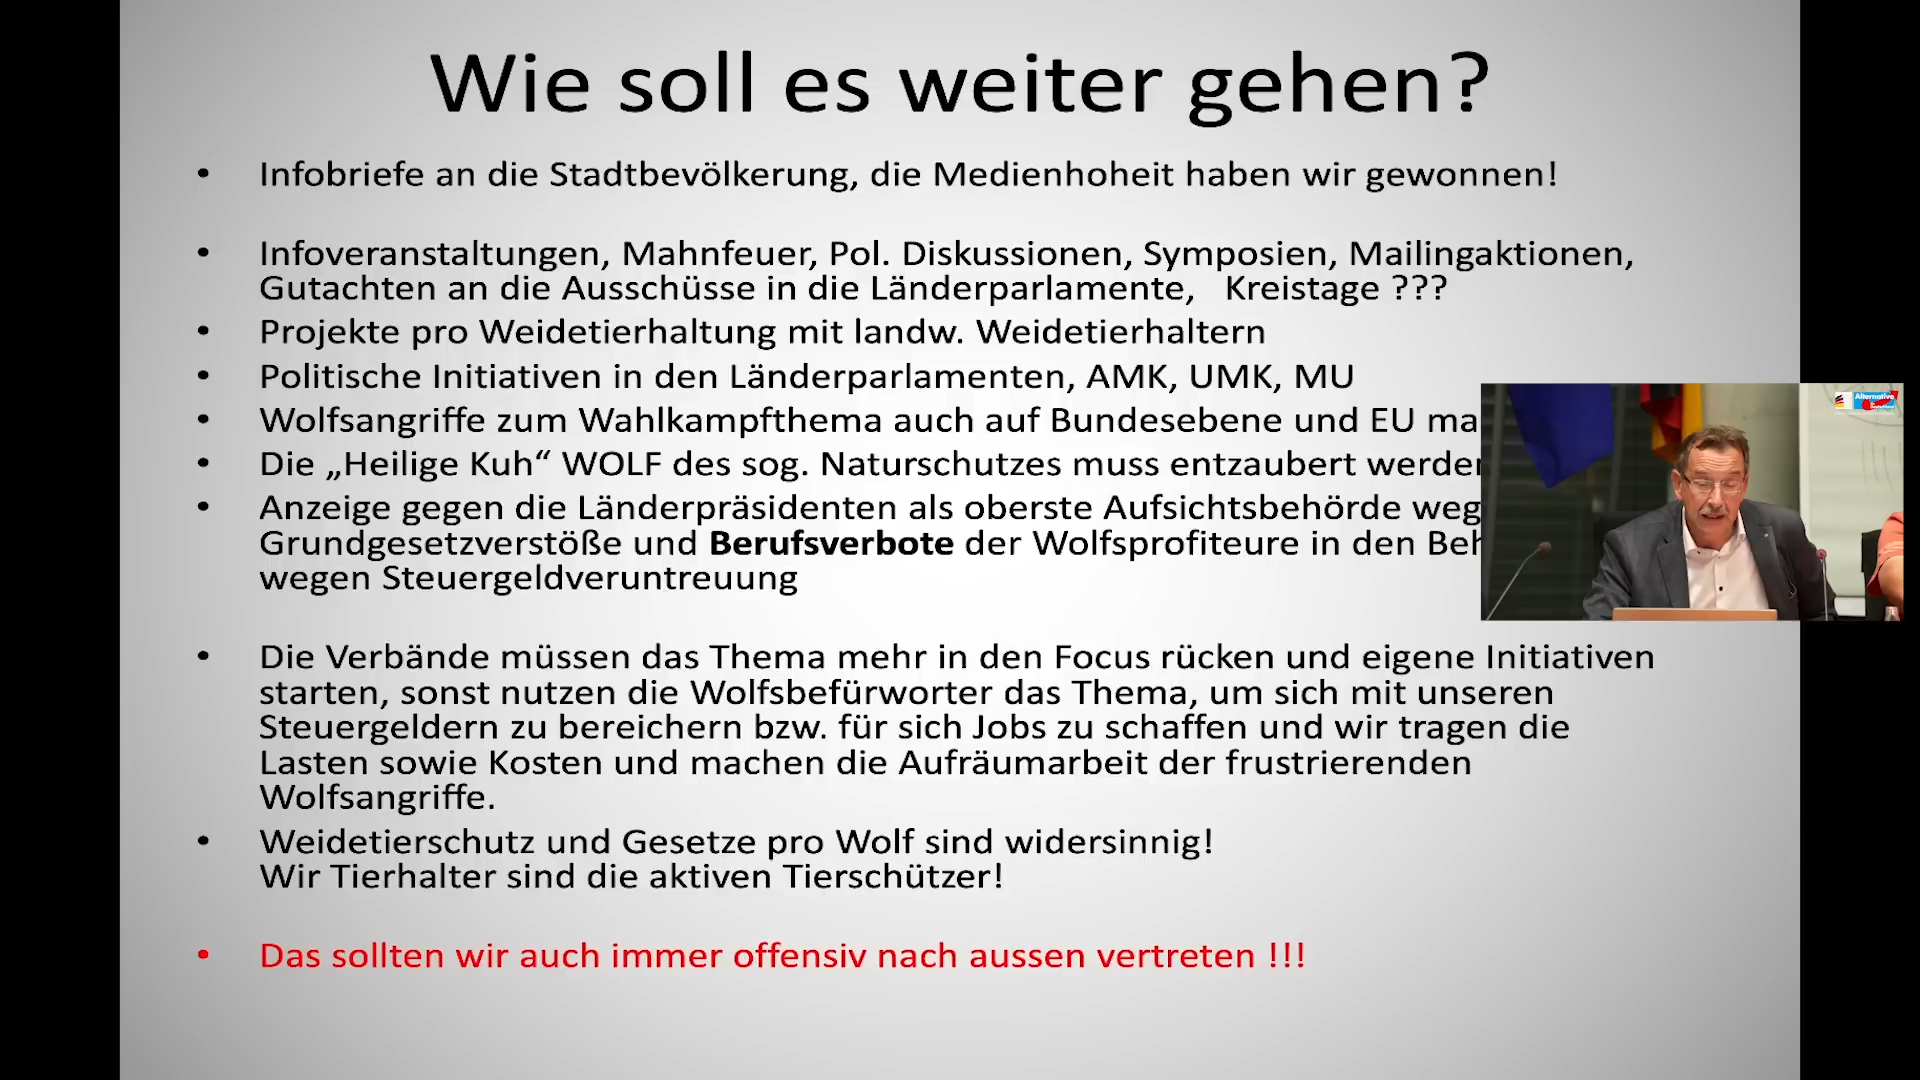 Wie soll es weiter gehen?
• Infobriefe an die Stadtbevölkerung, die Medienhoheit haben wir gewonnen!
• Infoveranstaltungen, Mahnfeuer, Pol. Diskussionen, Symposien, Mailingaktionen,
Gutachten an die Ausschüsse in die Länderparlamente, Kreistage ???
• Projekte pro Weidetierhaltung mit landw. Weidetierhaltern
• Politische Initiativen in den Länderparlamenten, AMK, UMK, MU
• Wolfsangriffe zum Wahlkampfthema auch auf Bundesebene und EU ma
• Die „Heilige Kuh“ WOLF des sog. Naturschutzes muss entzaubert werde
• Anzeige gegen die Länderpräsidenten als oberste Aufsichtsbehörde weg
Grundgesetzverstöße und Berufsverbote der Wolfsprofiteure in den Beh
wegen Steuergeldveruntreuung
Alternative
• Die Verbände müssen das Thema mehr in den Focus rücken und eigene Initiativen
starten, sonst nutzen die Wolfsbefürworter das Thema, um sich mit unseren
Steuergeldern zu bereichern bzw. für sich Jobs zu schaffen und wir tragen die
Lasten sowie Kosten und machen die Aufräumarbeit der frustrierenden
Wolfsangriffe.
• Weidetierschutz und Gesetze pro Wolf sind widersinnig!
Wir Tierhalter sind die aktiven Tierschützer!
• Das sollten wir auch immer offensiv nach aussen vertreten !!!